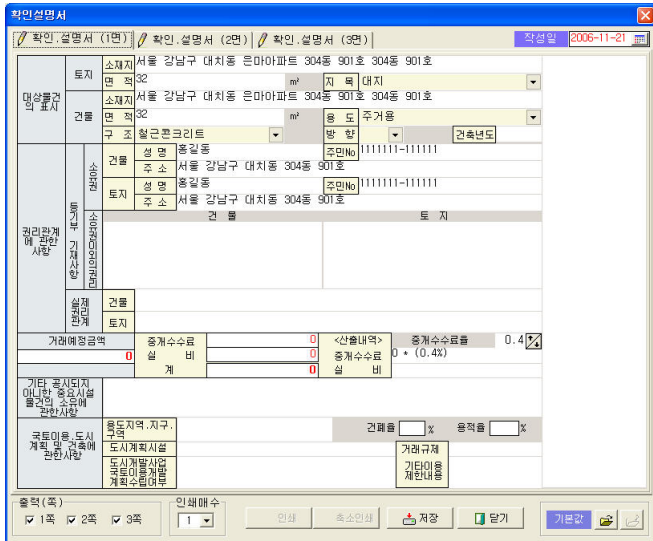 확인설명서
확인.설명서 (1면) 확인.설명서 (2면) 확인.설명서 (3면) 작성일 2006-11-21
대상물건의 표시
토지
소재지 서울 강남구 대치동 은마아파트 304동 901호 304동 901호
면 적 32 m² 지 목 대지
건물
소재지 서울 강남구 대치동 은마아파트 304동 901호 304동 901호
면 적 32 m² 용 도 주거용
구 조 철근콘크리트 방 향 건축년도
권리관계에 관한 사항
등기부 기재사항
소유권
건물
성 명 홍길동 주민No 1111111-111111
주 소 서울 강남구 대치동 304동 901호
토지
성 명 홍길동 주민No 1111111-111111
주 소 서울 강남구 대치동 304동 901호
소유권이외의권리
건 물 토 지
실제권리관계
건물
토지
거래예정금액 중개수수료 0 <산출내역> 중개수수료율 0.4
0 실 비 0 중개수수료 0 * (0.4%)
계 0 실 비
기타 공시되지
아니한 중요시설
물건의 소유에
관한사항
국토이용.도시
계획 및 건축에
관한사항
용도지역.지구.구역 건폐율 % 용적율 %
도시계획시설 거래규제
도시개발사업
국토이용개발
계획수립여부
기타이용
제한내용
출력(쪽) 인쇄매수
1쪽 2쪽 3쪽 1 인쇄 축소인쇄 저장 닫기 기본값